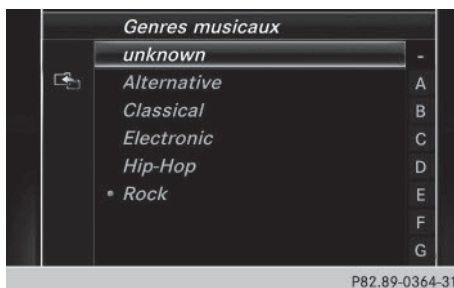 Genres musicaux
unknown -
Alternative A
Classical B
Electronic C
Hip-Hop D
• Rock E
F
G
P82.89-0364-31